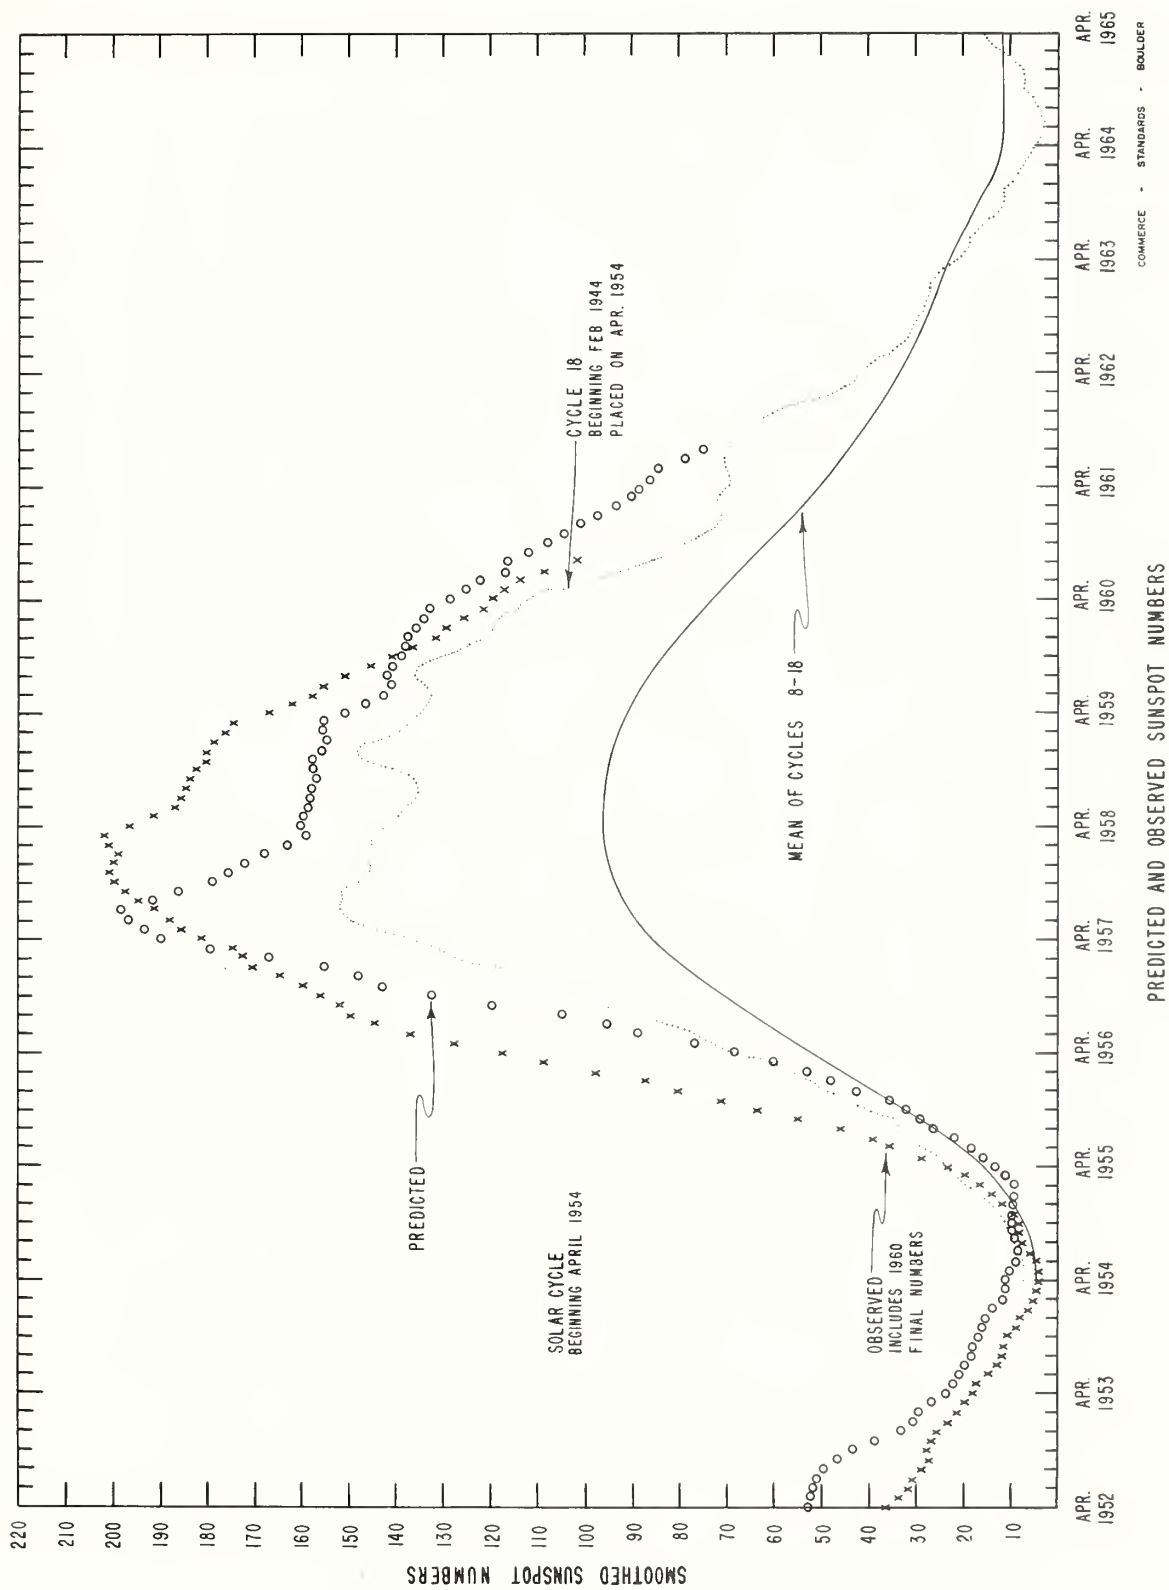 SMOOTHED SUNSPOT NUMBERS
220
210
200
190
180
170
160
150
140
130
120
110
100
90
80
70
60
50
40
30
20
10
PREDICTED
SOLAR CYCLE
BEGINNING APRIL 1954
OBSERVED
INCLUDES 1960
FINAL NUMBERS
CYCLE 18
BEGINNING FEB 1944
PLACED ON APR. 1954
MEAN OF CYCLES 8-18
APR.
1952
APR.
1953
APR.
1954
APR.
1955
APR.
1956
APR.
1957
APR.
1958
APR.
1959
APR.
1960
APR.
1961
APR.
1962
APR.
1963
APR.
1964
APR.
1965
COMMERCE - STANDARDS - BOULDER
PREDICTED AND OBSERVED SUNSPOT NUMBERS